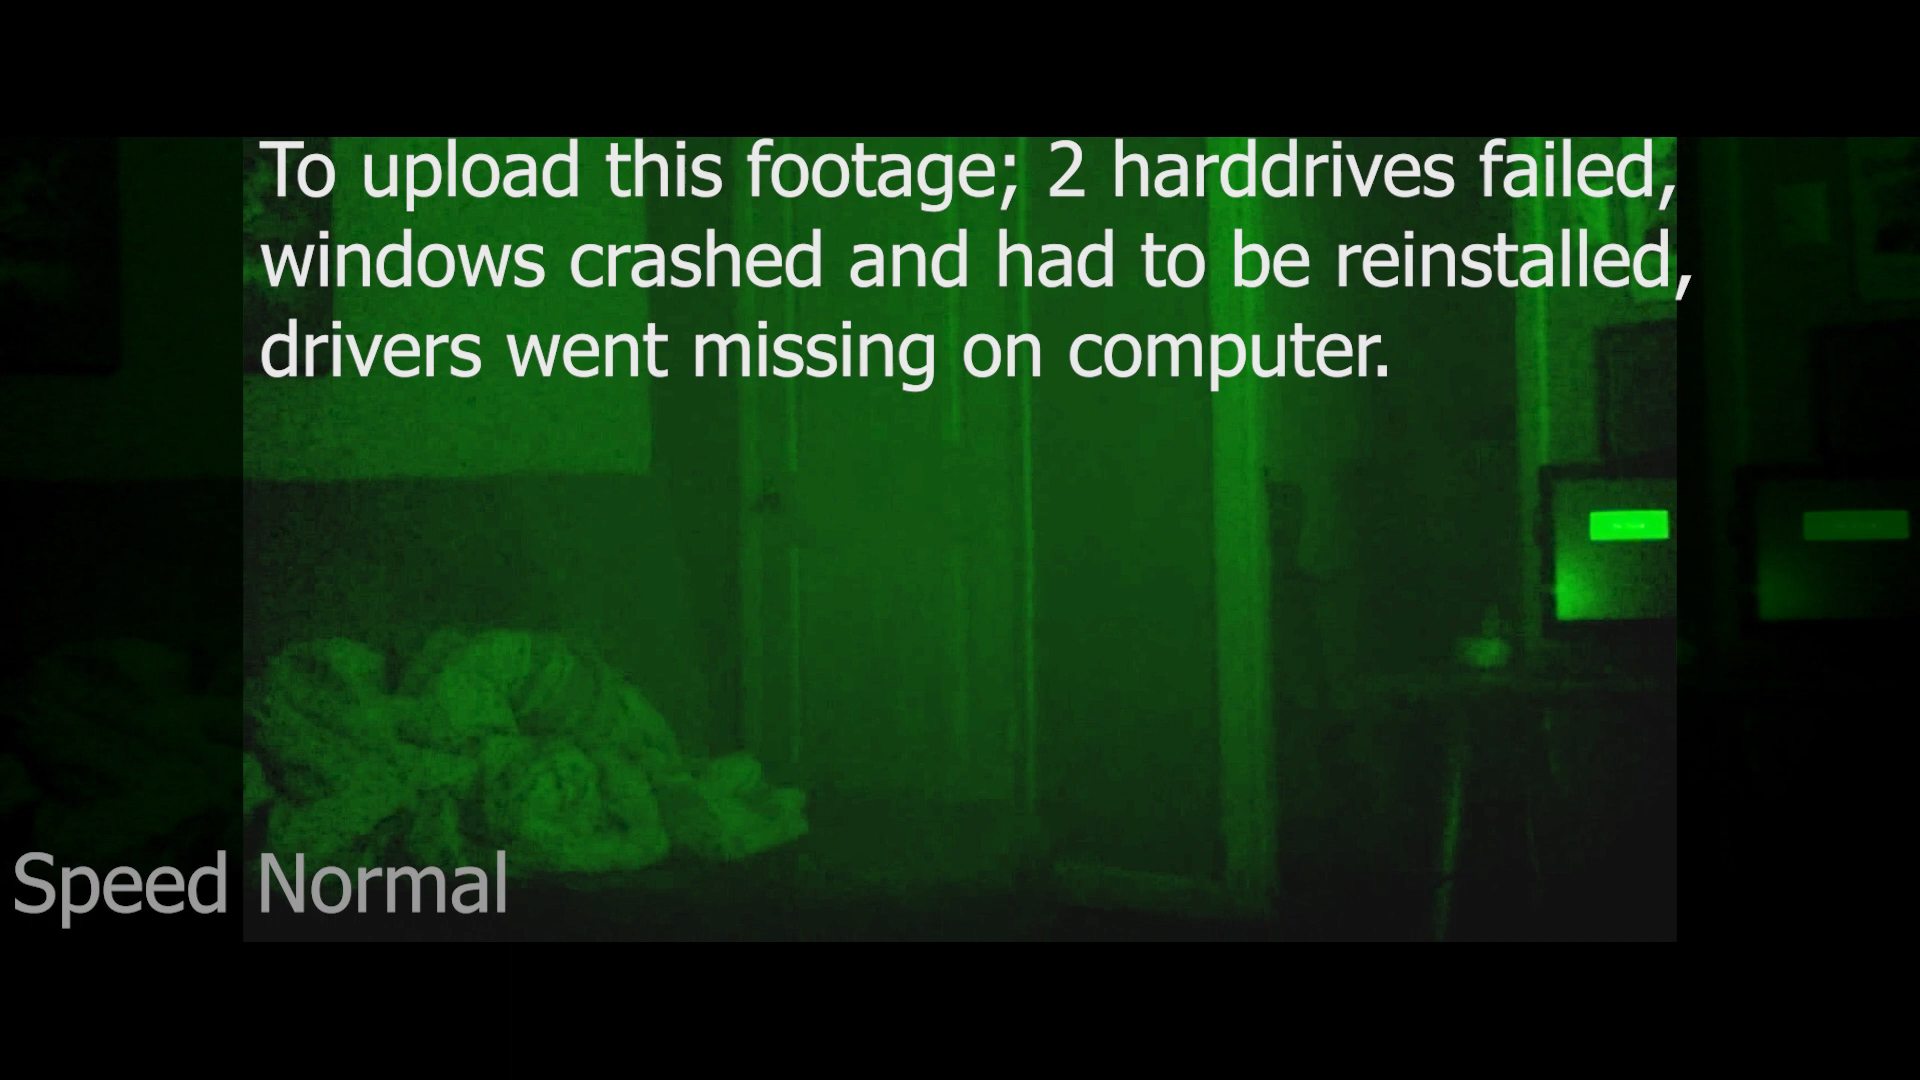 To upload this footage; 2 harddrives failed,
windows crashed and had to be reinstalled,
drivers went missing on computer.
Speed Normal